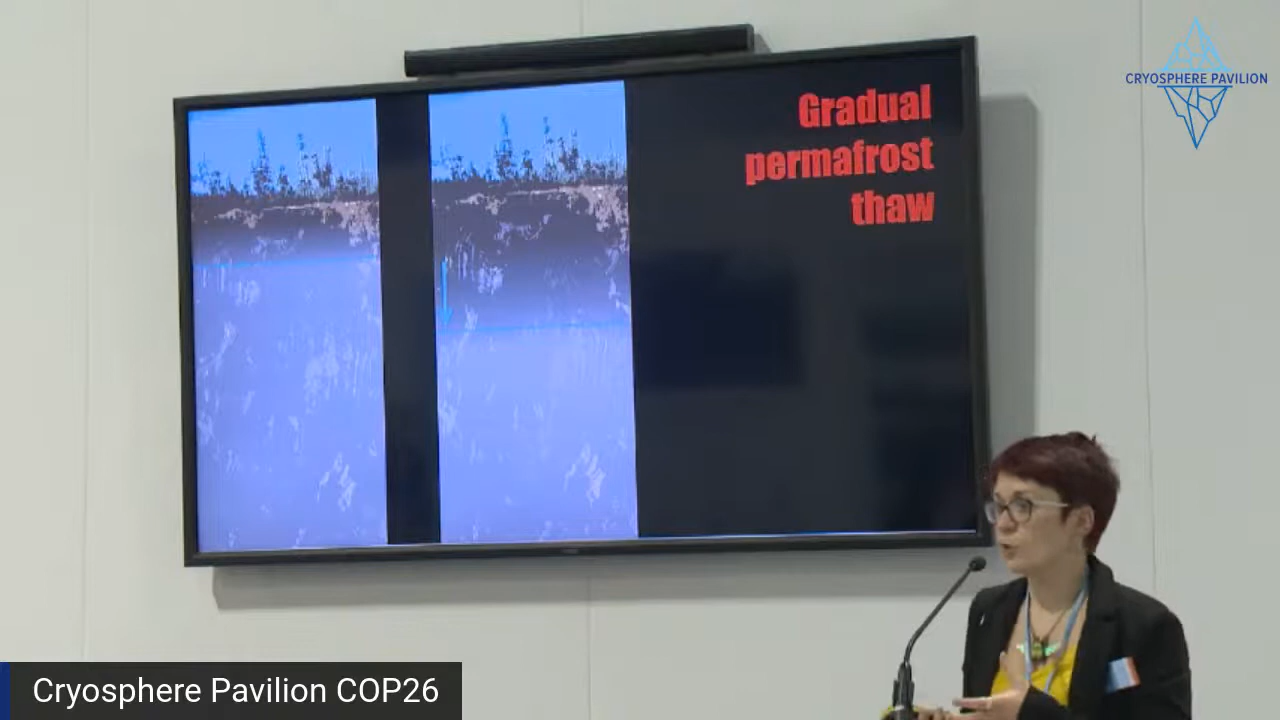 CRYOSPHERE PAVILION
Gradual
permafrost
thaw
Cryosphere Pavilion COP26